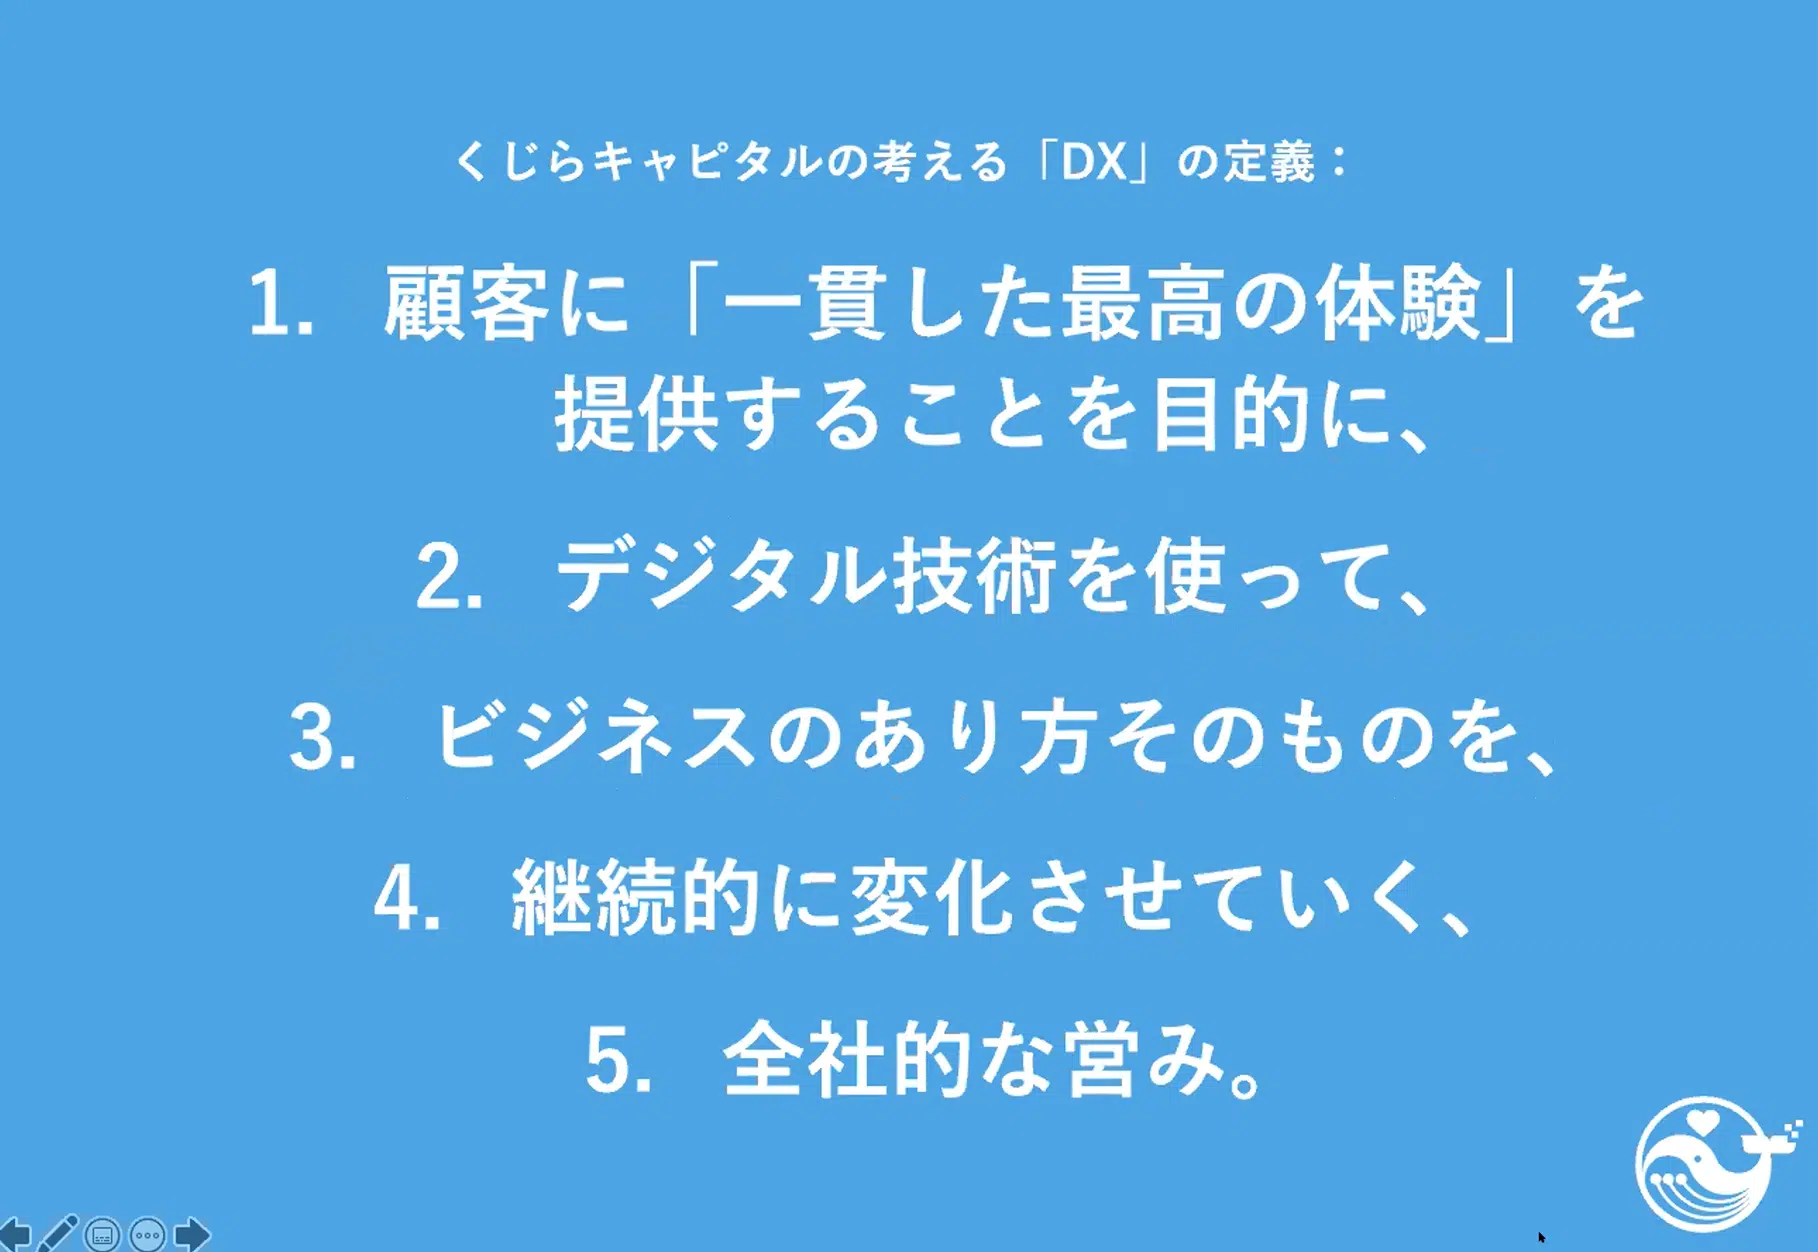 くじらキャピタルの考える「DX」の定義：
1. 顧客に「一貫した最高の体験」を
提供することを目的に、
2. デジタル技術を使って、
3. ビジネスのあり方そのものを、
4. 継続的に変化させていく、
5. 全社的な営み。